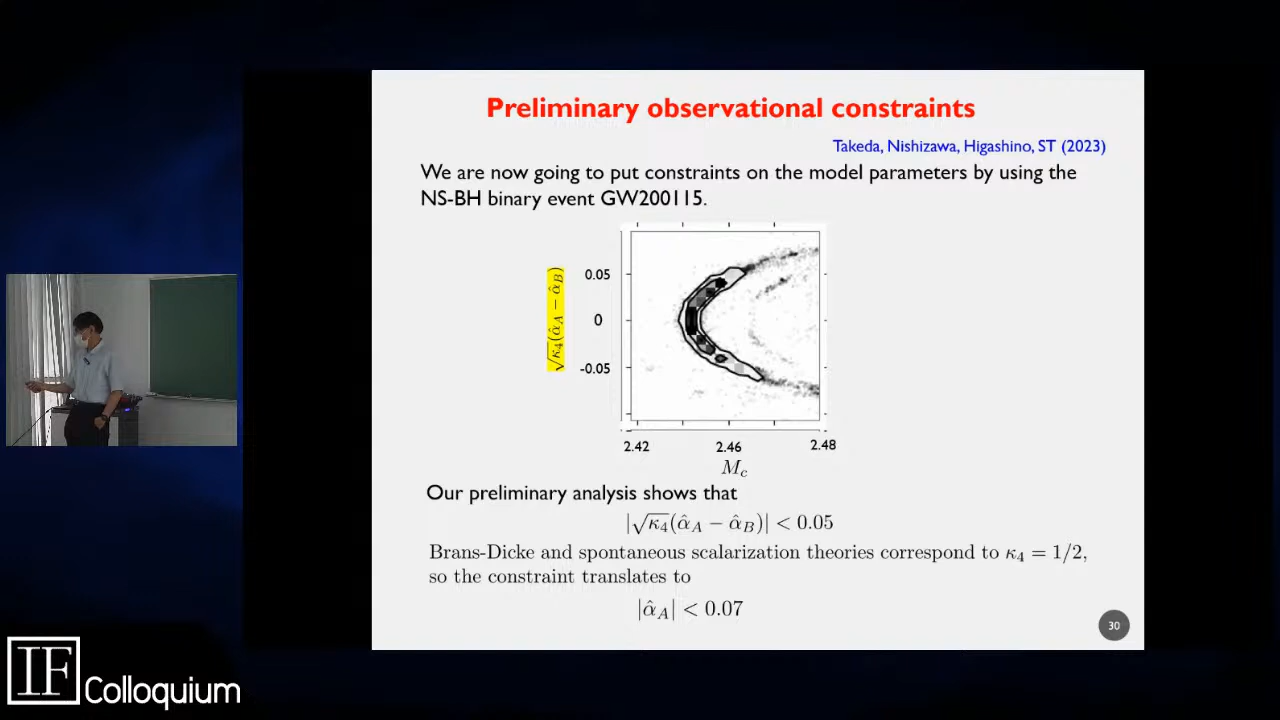 Preliminary observational constraints
Takeda, Nishizawa, Higashino, ST (2023)
We are now going to put constraints on the model parameters by using the
NS-BH binary event GW200115.
√κ₄(α̂_A − α̂_B)
0.05
0
-0.05
2.42
2.46
2.48
M_c
Our preliminary analysis shows that
|√κ₄(α̂_A − α̂_B)| < 0.05
Brans-Dicke and spontaneous scalarization theories correspond to κ₄ = 1/2,
so the constraint translates to
|α̂_A| < 0.07
30
IF
Colloquium